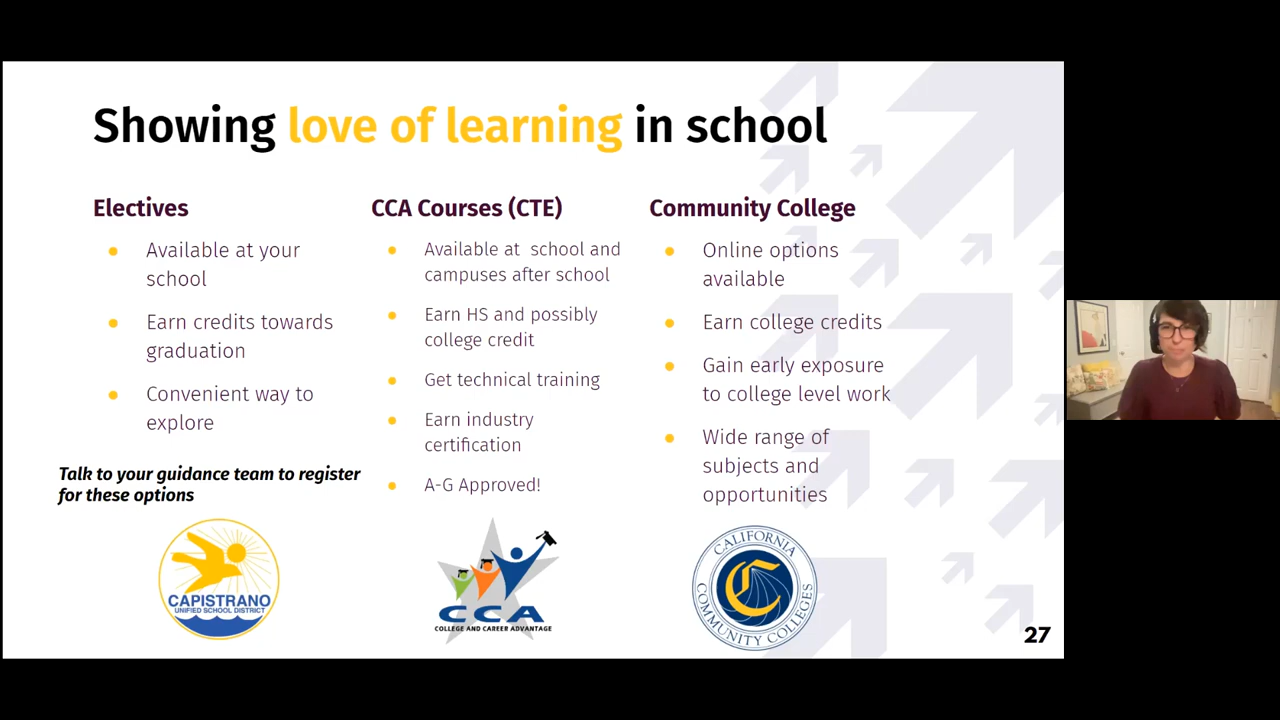 Showing love of learning in school
Electives
Available at your
school
Earn credits towards
graduation
Convenient way to
explore
Talk to your guidance team to register
for these options
CAPISTRANO
UNIFIED SCHOOL DISTRICT
CCA Courses (CTE)
Available at school and
campuses after school
Earn HS and possibly
college credit
Get technical training
Earn industry
certification
A-G Approved!
CCA
COLLEGE AND CAREER ADVANTAGE
Community College
Online options
available
Earn college credits
Gain early exposure
to college level work
Wide range of
subjects and
opportunities
CALIFORNIA
C
COMMUNITY COLLEGES
27